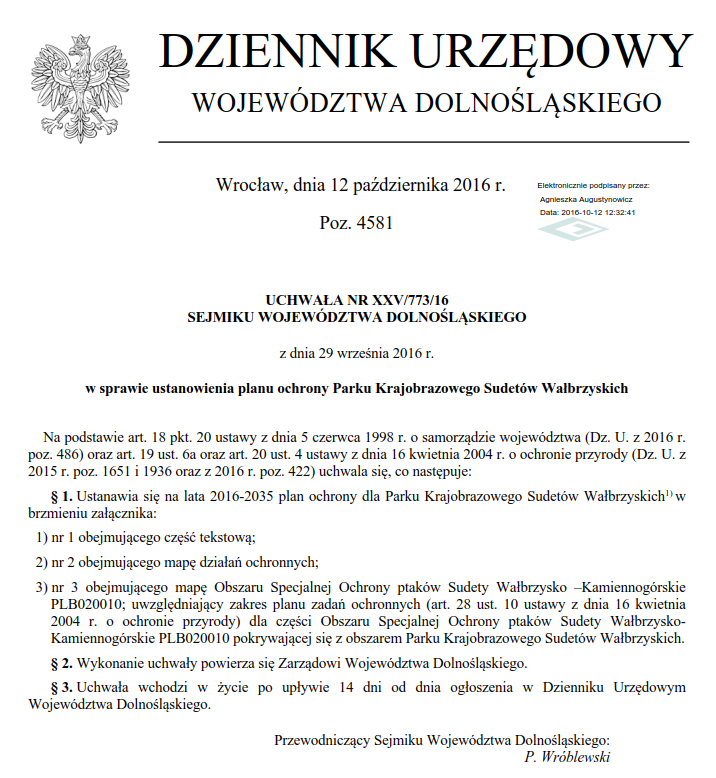 DZIENNIK URZĘDOWY
WOJEWÓDZTWA DOLNOŚLĄSKIEGO
Wrocław, dnia 12 października 2016 r.
Poz. 4581
Elektronicznie podpisany przez:
Agnieszka Augustynowicz
Data: 2016-10-12 12:32:41
UCHWAŁA NR XXV/773/16
SEJMIKU WOJEWÓDZTWA DOLNOŚLĄSKIEGO
z dnia 29 września 2016 r.
w sprawie ustanowienia planu ochrony Parku Krajobrazowego Sudetów Wałbrzyskich
Na podstawie art. 18 pkt. 20 ustawy z dnia 5 czerwca 1998 r. o samorządzie województwa (Dz. U. z 2016 r.
poz. 486) oraz art. 19 ust. 6a oraz art. 20 ust. 4 ustawy z dnia 16 kwietnia 2004 r. o ochronie przyrody (Dz. U. z
2015 r. poz. 1651 i 1936 oraz z 2016 r. poz. 422) uchwala się, co następuje:
§ 1. Ustanawia się na lata 2016-2035 plan ochrony dla Parku Krajobrazowego Sudetów Wałbrzyskich1) w
brzmieniu załącznika:
1) nr 1 obejmującego część tekstową;
2) nr 2 obejmującego mapę działań ochronnych;
3) nr 3 obejmującego mapę Obszaru Specjalnej Ochrony ptaków Sudety Wałbrzysko –Kamiennogórskie
PLB020010; uwzględniający zakres planu zadań ochronnych (art. 28 ust. 10 ustawy z dnia 16 kwietnia
2004 r. o ochronie przyrody) dla części Obszaru Specjalnej Ochrony ptaków Sudety Wałbrzysko-
Kamiennogórskie PLB020010 pokrywającej się z obszarem Parku Krajobrazowego Sudetów Wałbrzyskich.
§ 2. Wykonanie uchwały powierza się Zarządowi Województwa Dolnośląskiego.
§ 3. Uchwała wchodzi w życie po upływie 14 dni od dnia ogłoszenia w Dzienniku Urzędowym
Województwa Dolnośląskiego.
Przewodniczący Sejmiku Województwa Dolnośląskiego:
P. Wróblewski